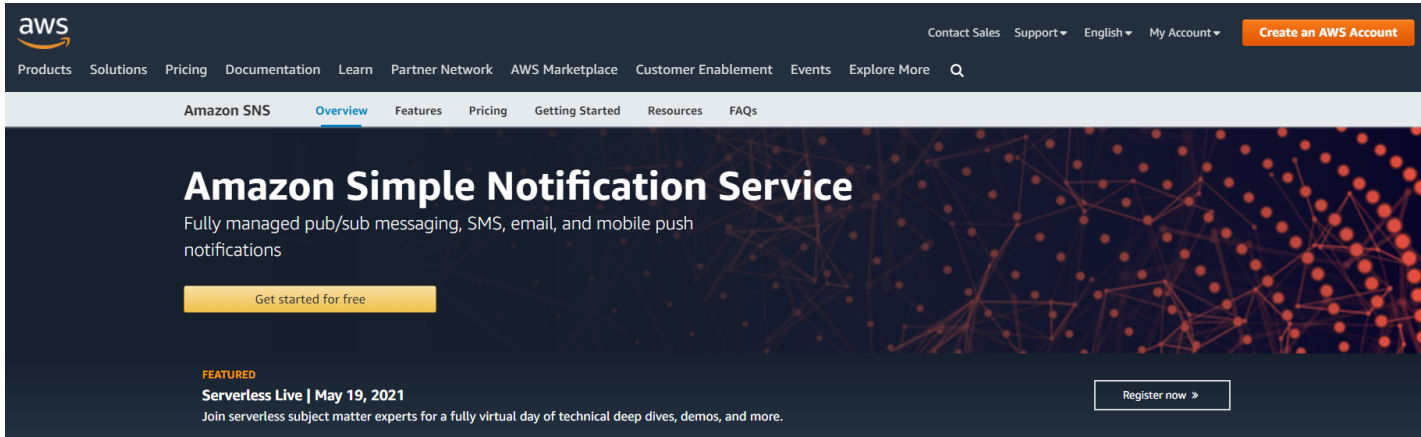 aws
Contact Sales Support English My Account Create an AWS Account
Products Solutions Pricing Documentation Learn Partner Network AWS Marketplace Customer Enablement Events Explore More
Amazon SNS Overview Features Pricing Getting Started Resources FAQs
Amazon Simple Notification Service
Fully managed pub/sub messaging, SMS, email, and mobile push
notifications
Get started for free
FEATURED
Serverless Live | May 19, 2021
Join serverless subject matter experts for a fully virtual day of technical deep dives, demos, and more.
Register now »